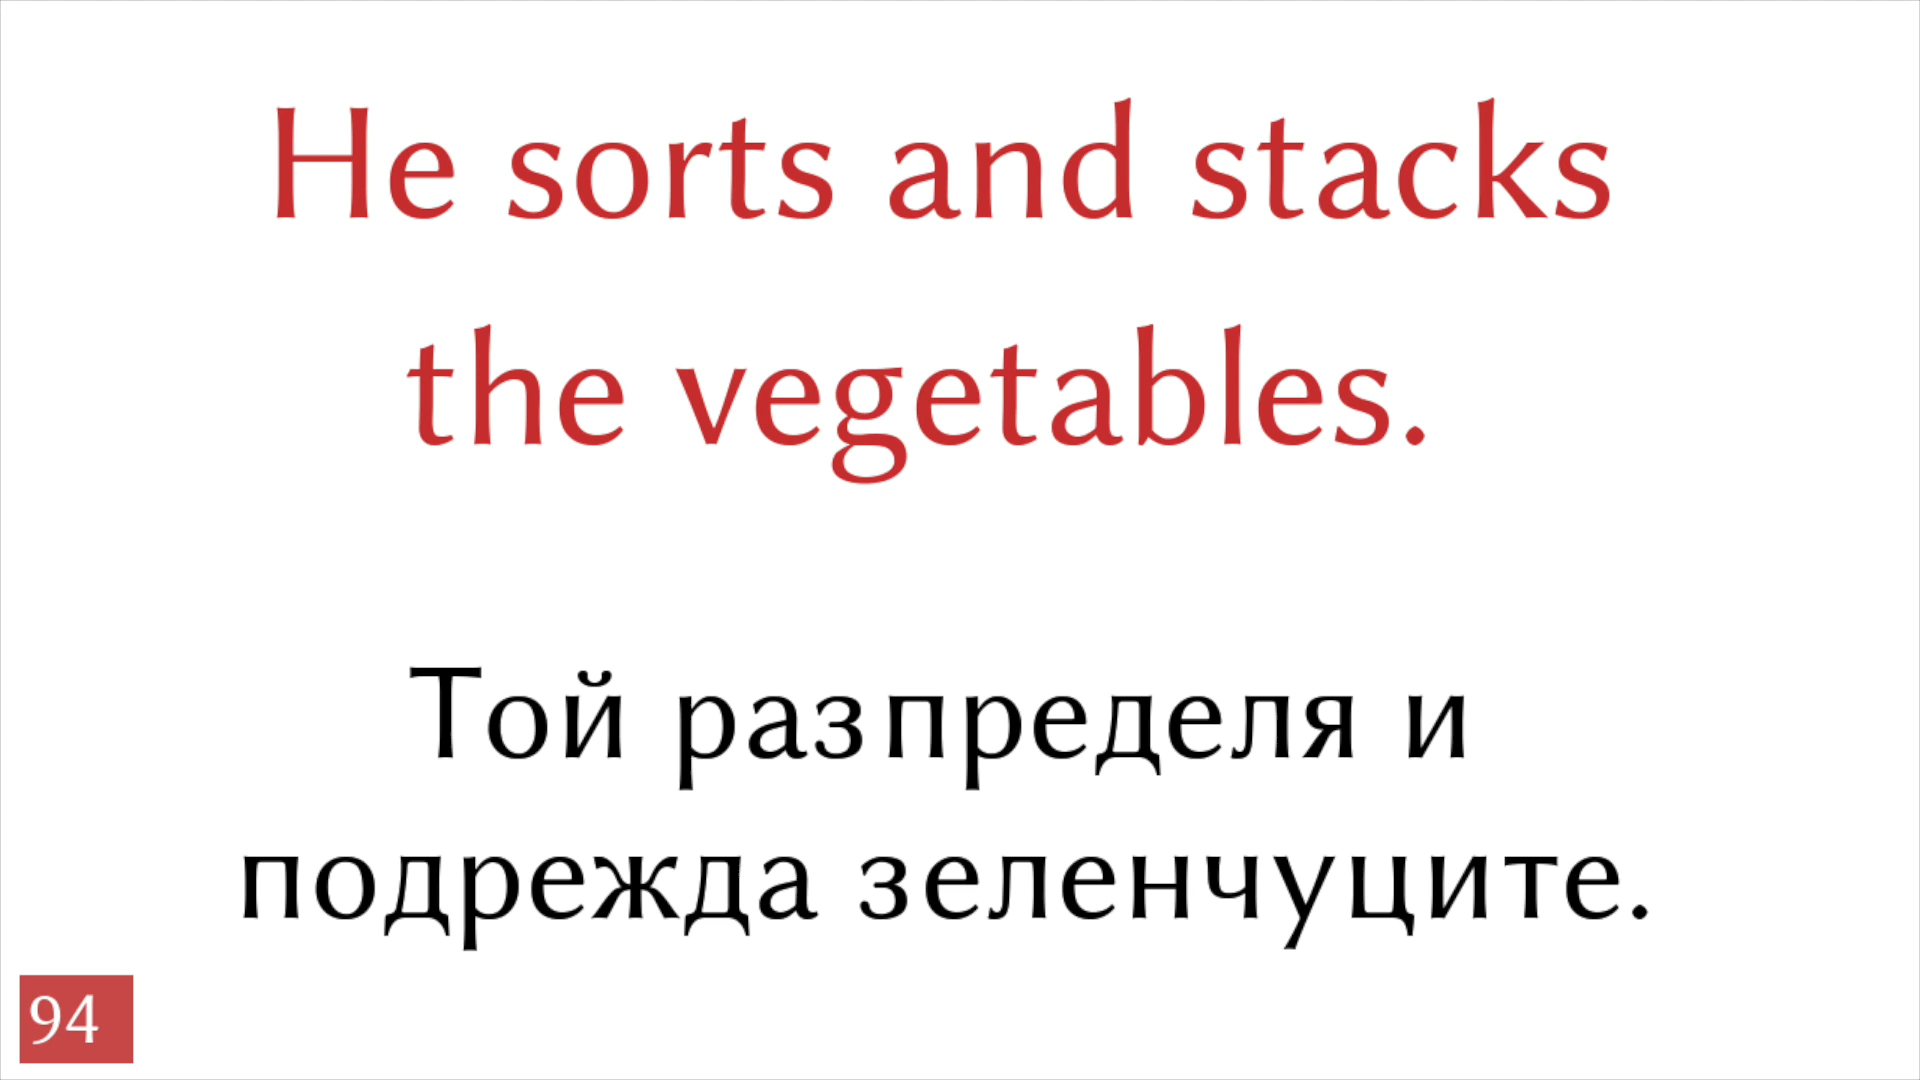 He sorts and stacks
the vegetables.
Той разпределя и
подрежда зеленчуците.
94